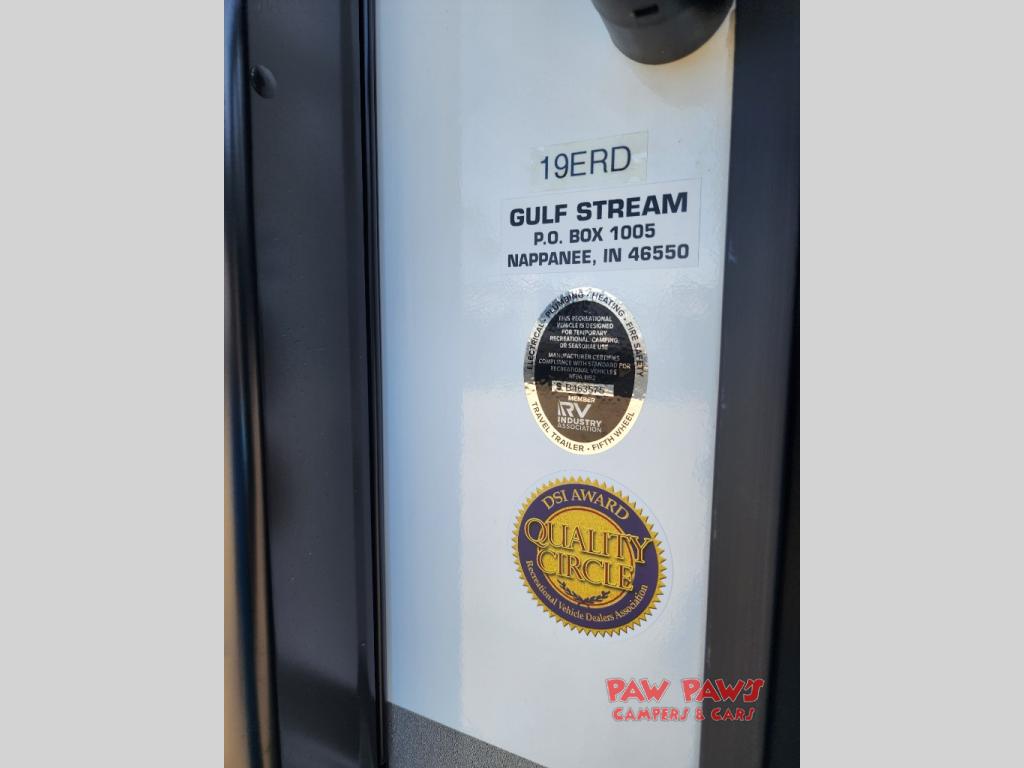 19ERD
GULF STREAM
P.O. BOX 1005
NAPPANEE, IN 46550
ELECTRICAL • PLUMBING • HEATING • FIRE SAFETY
THIS RECREATIONAL
VEHICLE IS DESIGNED
FOR TEMPORARY
RECREATIONAL, CAMPING,
OR SEASONAL USE
MANUFACTURER CERTIFIES
COMPLIANCE WITH STANDARD FOR
RECREATIONAL VEHICLES
NFPA 1192
MEMBER
RV
INDUSTRY
ASSOCIATION
TRAVEL TRAILER • FIFTH WHEEL
DSI AWARD
QUALITY
CIRCLE
Recreational Vehicle Dealers Association
PAW PAW'S
CAMPERS & CARS